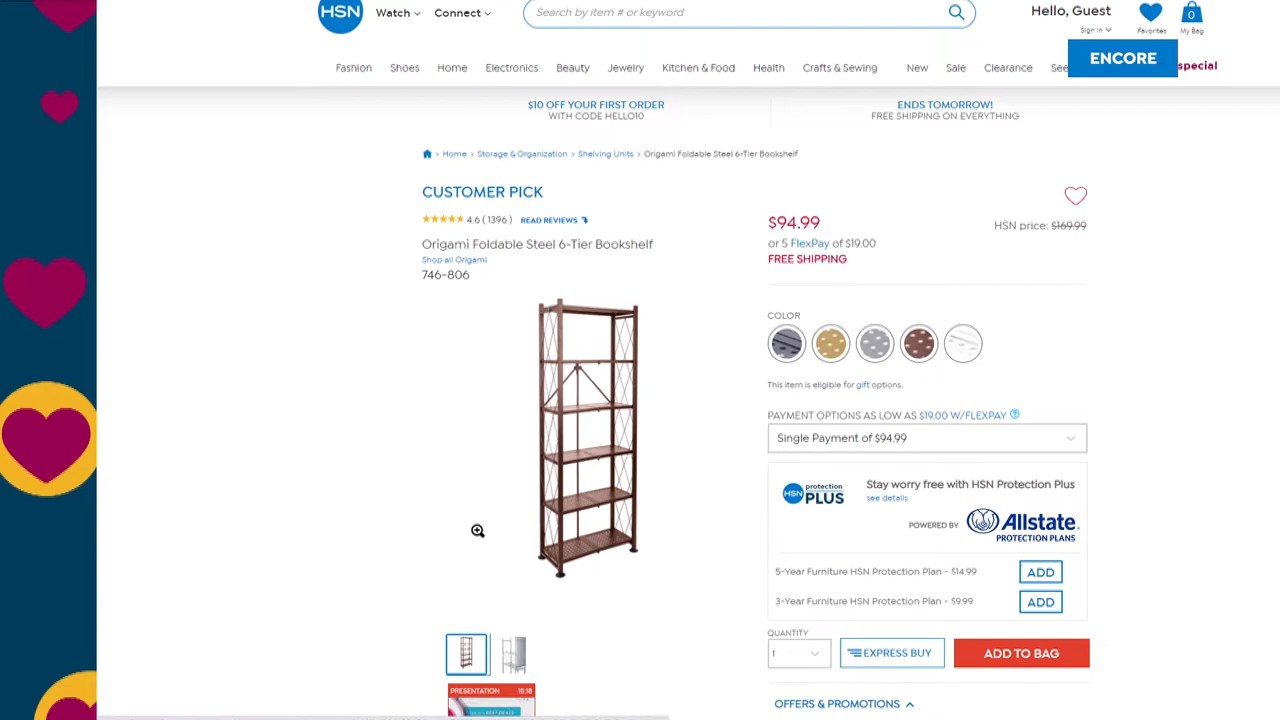 HSN
Watch
Connect
Search by item # or keyword
Hello, Guest
Sign In
Favorites
0
My Bag
Fashion
Shoes
Home
Electronics
Beauty
Jewelry
Kitchen & Food
Health
Crafts & Sewing
New
Sale
Clearance
See
ENCORE
special
$10 OFF YOUR FIRST ORDER
WITH CODE HELLO10
ENDS TOMORROW!
FREE SHIPPING ON EVERYTHING
> Home > Storage & Organization > Shelving Units > Origami Foldable Steel 6-Tier Bookshelf
CUSTOMER PICK
4.6 ( 1396 ) READ REVIEWS
Origami Foldable Steel 6-Tier Bookshelf
Shop all Origami
746-806
$94.99
HSN price: $169.99
or 5 FlexPay of $19.00
FREE SHIPPING
COLOR
This item is eligible for gift options.
PAYMENT OPTIONS AS LOW AS $19.00 W/FLEXPAY ?
Single Payment of $94.99
HSN protection PLUS
Stay worry free with HSN Protection Plus
see details
POWERED BY Allstate.
PROTECTION PLANS
5-Year Furniture HSN Protection Plan - $14.99
ADD
3-Year Furniture HSN Protection Plan - $9.99
ADD
QUANTITY
1
EXPRESS BUY
ADD TO BAG
PRESENTATION 15:18
OFFERS & PROMOTIONS